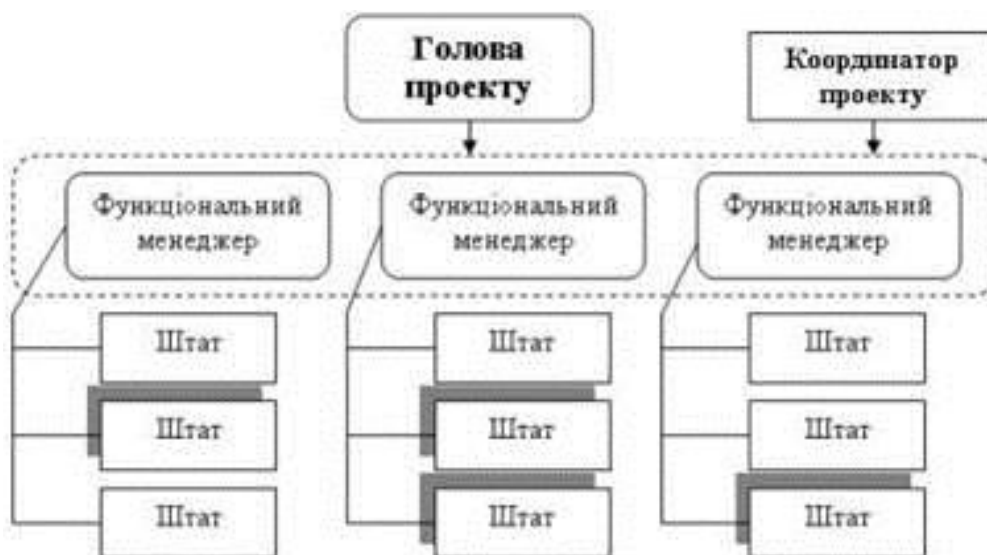 Голова
проекту
Координатор
проекту
Функціональний
менеджер
Функціональний
менеджер
Функціональний
менеджер
Штат
Штат
Штат
Штат
Штат
Штат
Штат
Штат
Штат